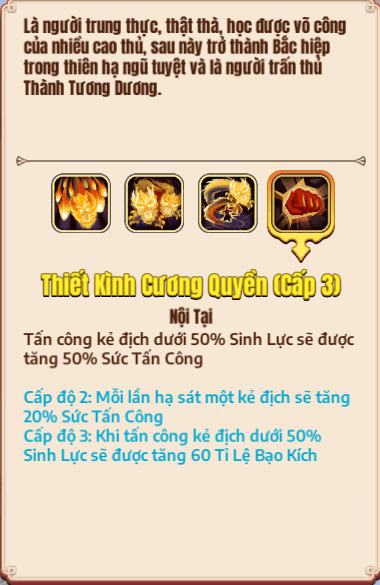 Là người trung thực, thật thà, học được võ công
của nhiều cao thủ, sau này trở thành Bắc hiệp
trong thiên hạ ngũ tuyệt và là người trấn thủ
Thành Tương Dương.
Thiết Kình Cương Quyền (Cấp 3)
Nội Tại
Tấn công kẻ địch dưới 50% Sinh Lực sẽ được
tăng 50% Sức Tấn Công
Cấp độ 2: Mỗi lần hạ sát một kẻ địch sẽ tăng
20% Sức Tấn Công
Cấp độ 3: Khi tấn công kẻ địch dưới 50%
Sinh Lực sẽ được tăng 60 Tỉ Lệ Bạo Kích